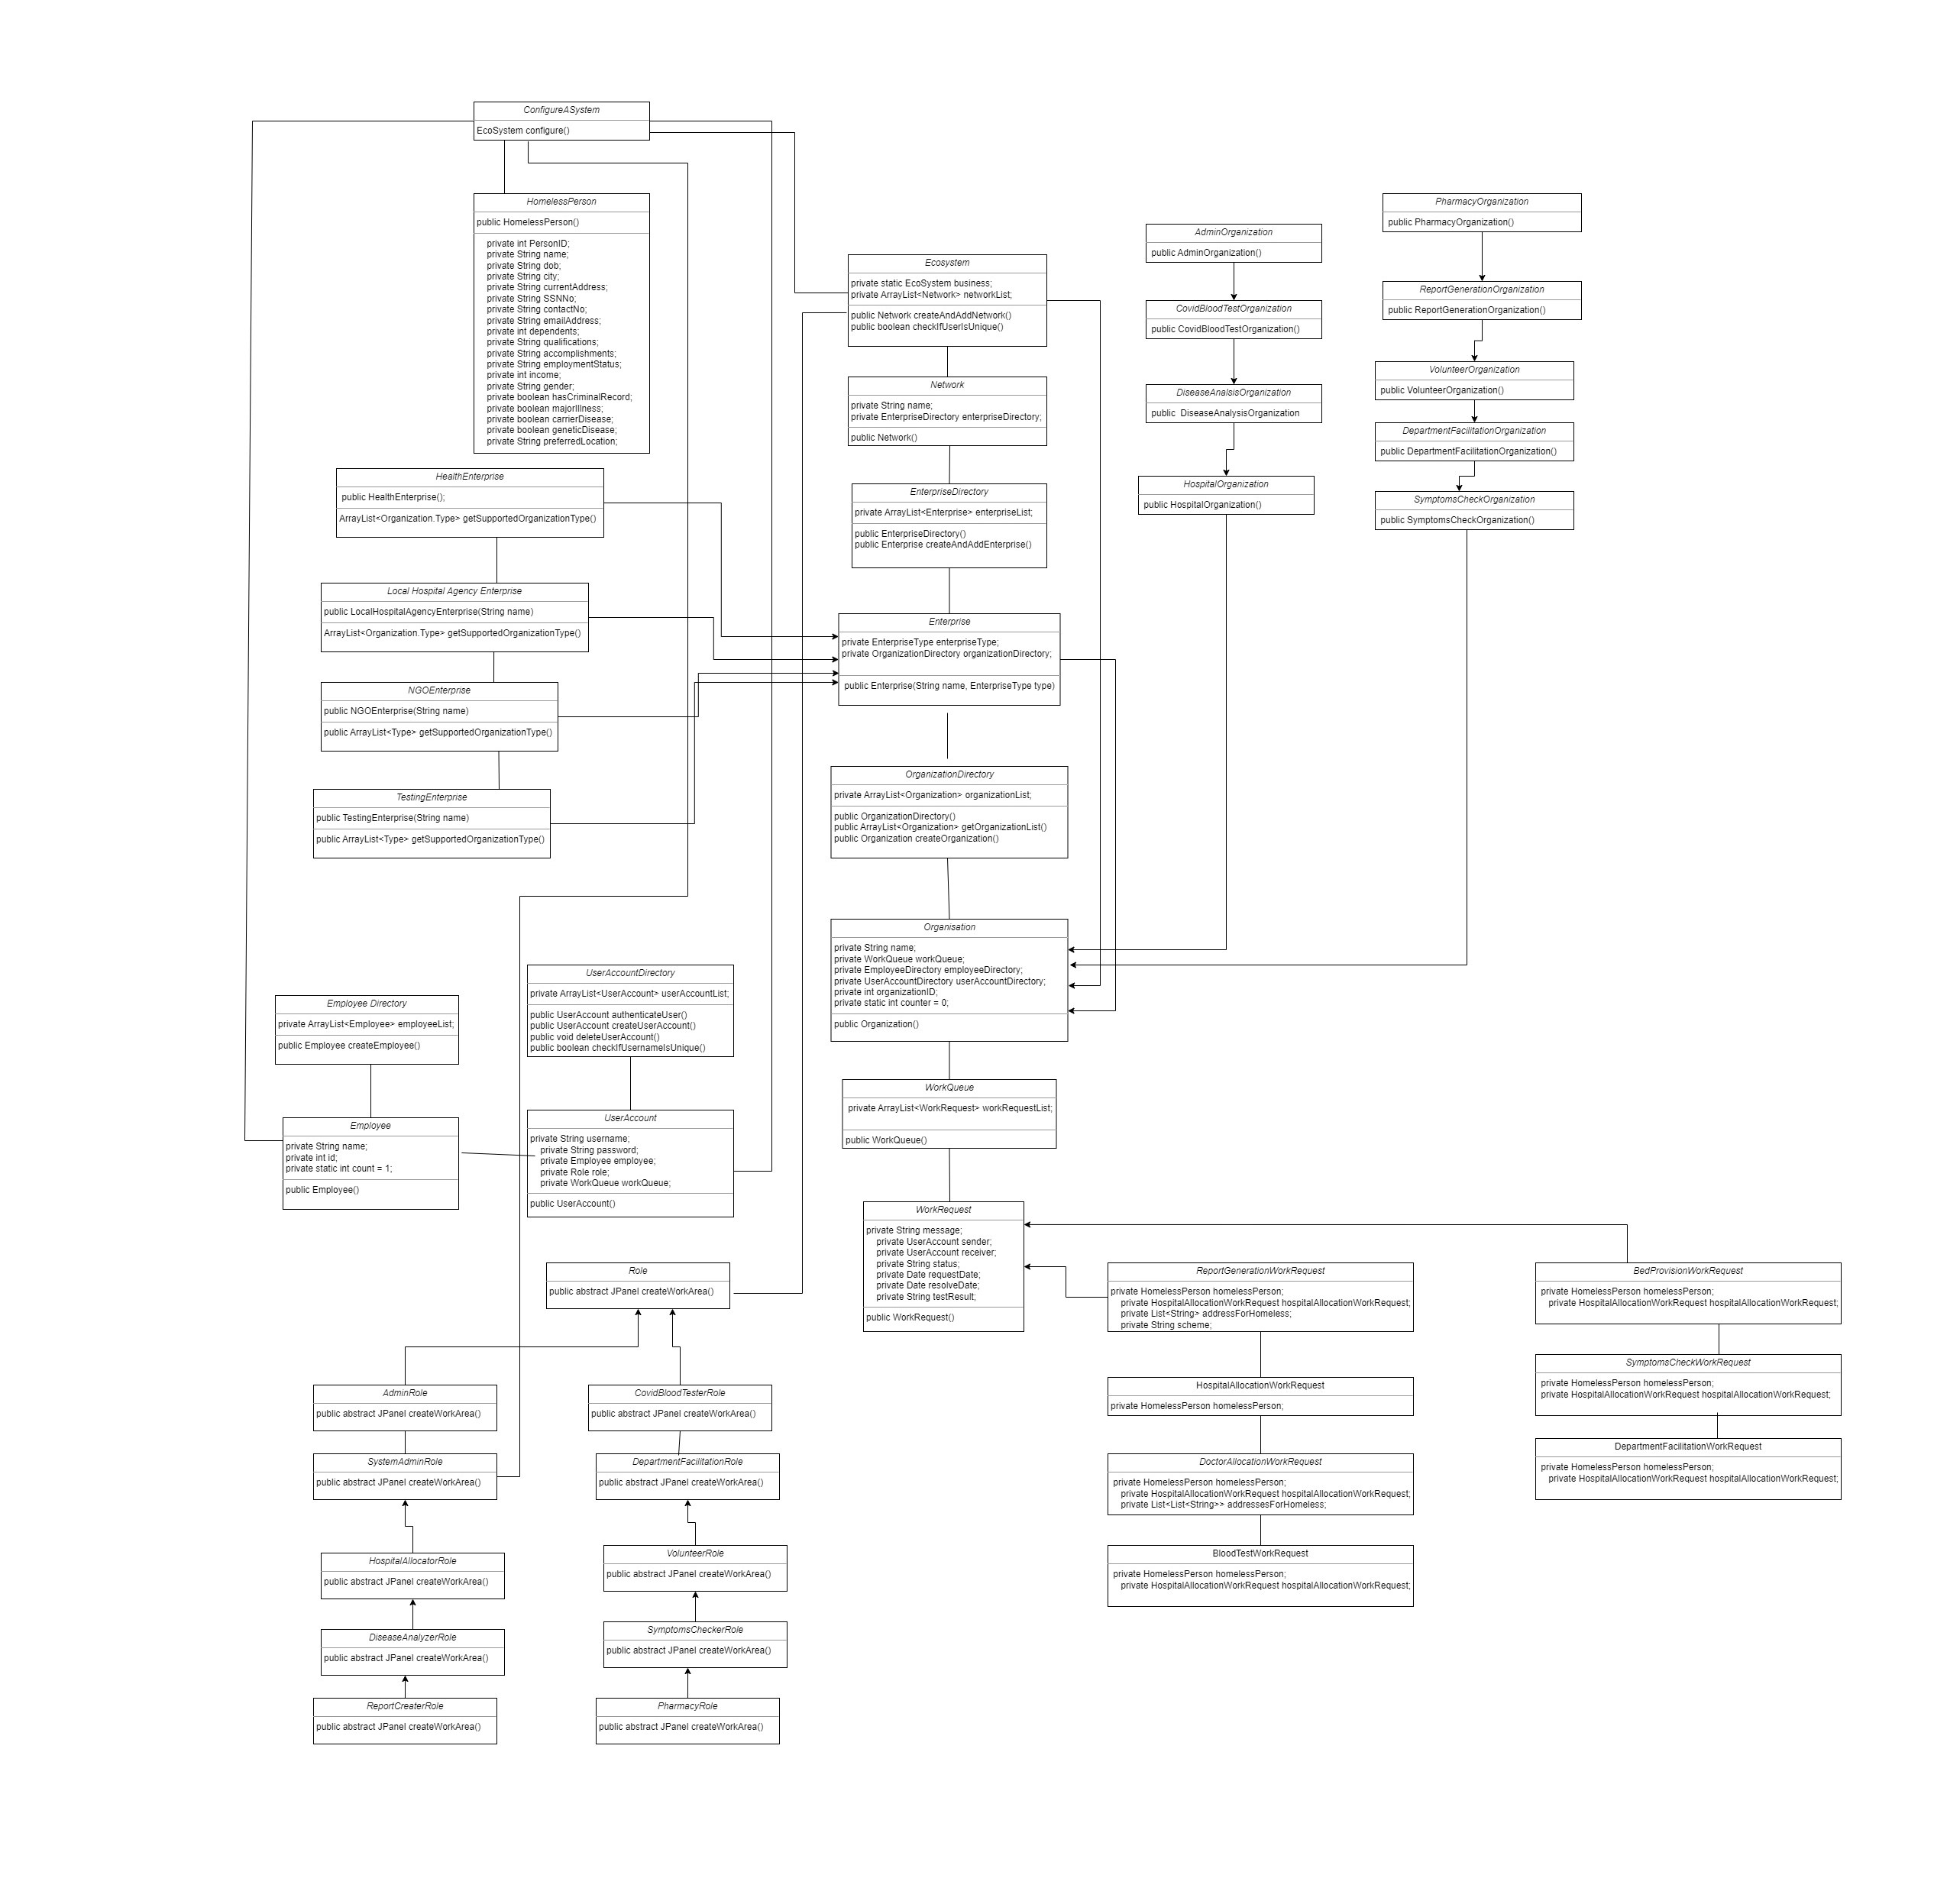 ConfigureASystem
EcoSystem configure()
HomelessPerson
public HomelessPerson()
private int PersonID;
private String name;
private String dob;
private String city;
private String currentAddress;
private String SSNNo;
private String contactNo;
private String emailAddress;
private int dependents;
private String qualifications;
private String accomplishments;
private String employmentStatus;
private int income;
private String gender;
private boolean hasCriminalRecord;
private boolean majorIllness;
private boolean carrierDisease;
private boolean geneticDisease;
private String preferredLocation;
HealthEnterprise
public HealthEnterprise();
ArrayList<Organization.Type> getSupportedOrganizationType()
Local Hospital Agency Enterprise
public LocalHospitalAgencyEnterprise(String name)
ArrayList<Organization.Type> getSupportedOrganizationType()
NGOEnterprise
public NGOEnterprise(String name)
public ArrayList<Type> getSupportedOrganizationType()
TestingEnterprise
public TestingEnterprise(String name)
public ArrayList<Type> getSupportedOrganizationType()
Ecosystem
private static EcoSystem business;
private ArrayList<Network> networkList;
public Network createAndAddNetwork()
public boolean checkIfUserIsUnique()
Network
private String name;
private EnterpriseDirectory enterpriseDirectory;
public Network()
EnterpriseDirectory
private ArrayList<Enterprise> enterpriseList;
public EnterpriseDirectory()
public Enterprise createAndAddEnterprise()
Enterprise
private EnterpriseType enterpriseType;
private OrganizationDirectory organizationDirectory;
public Enterprise(String name, EnterpriseType type)
OrganizationDirectory
private ArrayList<Organization> organizationList;
public OrganizationDirectory()
public ArrayList<Organization> getOrganizationList()
public Organization createOrganization()
Organisation
private String name;
private WorkQueue workQueue;
private EmployeeDirectory employeeDirectory;
private UserAccountDirectory userAccountDirectory;
private int organizationID;
private static int counter = 0;
public Organization()
WorkQueue
private ArrayList<WorkRequest> workRequestList;
public WorkQueue()
WorkRequest
private String message;
private UserAccount sender;
private UserAccount receiver;
private String status;
private Date requestDate;
private Date resolveDate;
private String testResult;
public WorkRequest()
AdminOrganization
public AdminOrganization()
CovidBloodTestOrganization
public CovidBloodTestOrganization()
DiseaseAnalsisOrganization
public DiseaseAnalysisOrganization
HospitalOrganization
public HospitalOrganization()
PharmacyOrganization
public PharmacyOrganization()
ReportGenerationOrganization
public ReportGenerationOrganization()
VolunteerOrganization
public VolunteerOrganization()
DepartmentFacilitationOrganization
public DepartmentFacilitationOrganization()
SymptomsCheckOrganization
public SymptomsCheckOrganization()
Employee Directory
private ArrayList<Employee> employeeList;
public Employee createEmployee()
Employee
private String name;
private int id;
private static int count = 1;
public Employee()
UserAccountDirectory
private ArrayList<UserAccount> userAccountList;
public UserAccount authenticateUser()
public UserAccount createUserAccount()
public void deleteUserAccount()
public boolean checkIfUsernameIsUnique()
UserAccount
private String username;
private String password;
private Employee employee;
private Role role;
private WorkQueue workQueue;
public UserAccount()
Role
public abstract JPanel createWorkArea()
AdminRole
public abstract JPanel createWorkArea()
SystemAdminRole
public abstract JPanel createWorkArea()
HospitalAllocatorRole
public abstract JPanel createWorkArea()
DiseaseAnalyzerRole
public abstract JPanel createWorkArea()
ReportCreaterRole
public abstract JPanel createWorkArea()
CovidBloodTesterRole
public abstract JPanel createWorkArea()
DepartmentFacilitationRole
public abstract JPanel createWorkArea()
VolunteerRole
public abstract JPanel createWorkArea()
SymptomsCheckerRole
public abstract JPanel createWorkArea()
PharmacyRole
public abstract JPanel createWorkArea()
ReportGenerationWorkRequest
private HomelessPerson homelessPerson;
private HospitalAllocationWorkRequest hospitalAllocationWorkRequest;
private List<String> addressForHomeless;
private String scheme;
HospitalAllocationWorkRequest
private HomelessPerson homelessPerson;
DoctorAllocationWorkRequest
private HomelessPerson homelessPerson;
private HospitalAllocationWorkRequest hospitalAllocationWorkRequest;
private List<List<String>> addressesForHomeless;
BloodTestWorkRequest
private HomelessPerson homelessPerson;
private HospitalAllocationWorkRequest hospitalAllocationWorkRequest;
BedProvisionWorkRequest
private HomelessPerson homelessPerson;
private HospitalAllocationWorkRequest hospitalAllocationWorkRequest;
SymptomsCheckWorkRequest
private HomelessPerson homelessPerson;
private HospitalAllocationWorkRequest hospitalAllocationWorkRequest;
DepartmentFacilitationWorkRequest
private HomelessPerson homelessPerson;
private HospitalAllocationWorkRequest hospitalAllocationWorkRequest;